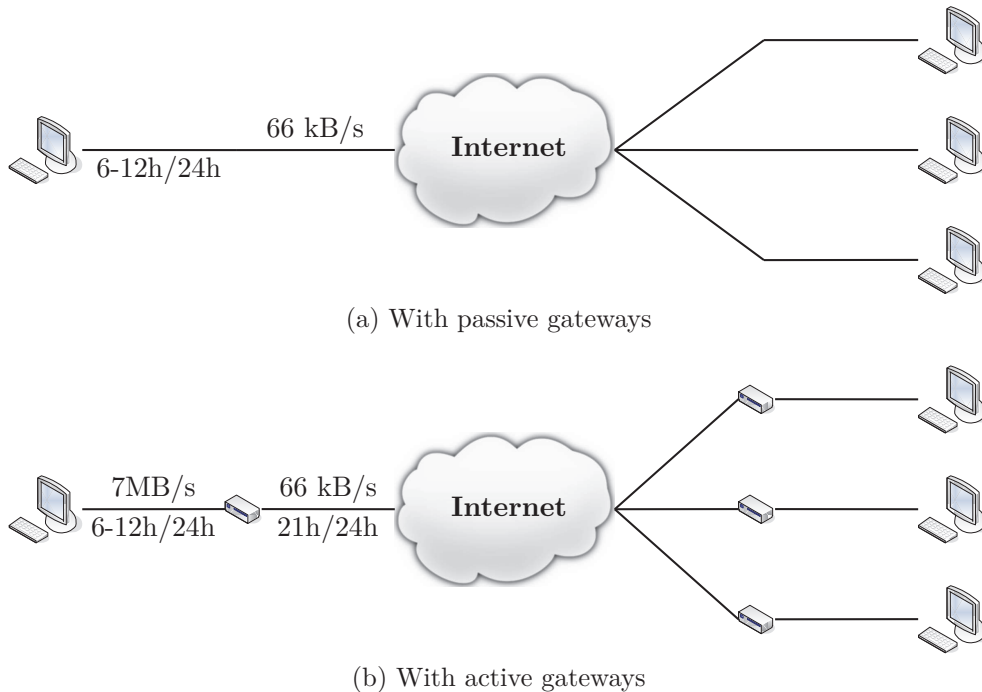 66 kB/s
6-12h/24h
Internet
(a) With passive gateways
7MB/s
66 kB/s
6-12h/24h
21h/24h
Internet
(b) With active gateways